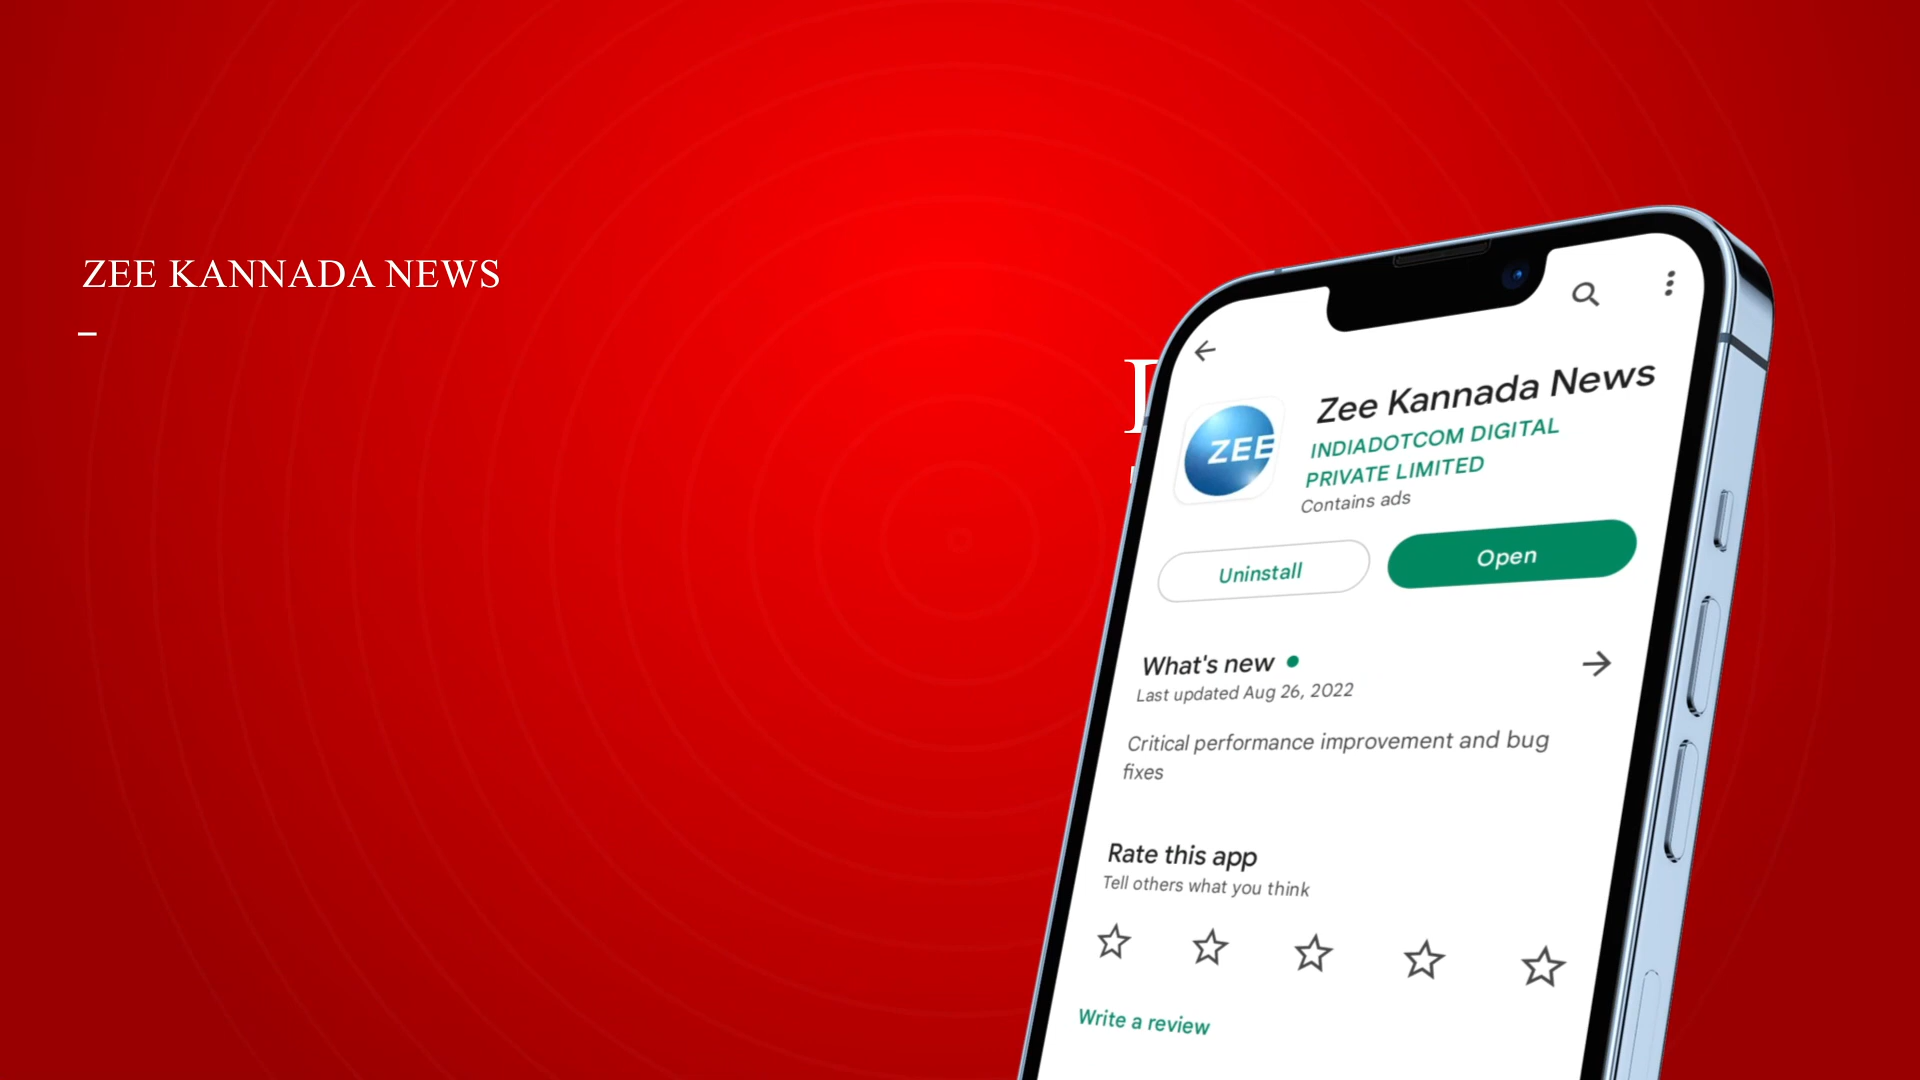 ZEE KANNADA NEWS
Zee Kannada News
INDIADOTCOM DIGITAL
PRIVATE LIMITED
Contains ads
ZEE
Uninstall
Open
What's new
Last updated Aug 26, 2022
Critical performance improvement and bug
fixes
Rate this app
Tell others what you think
Write a review